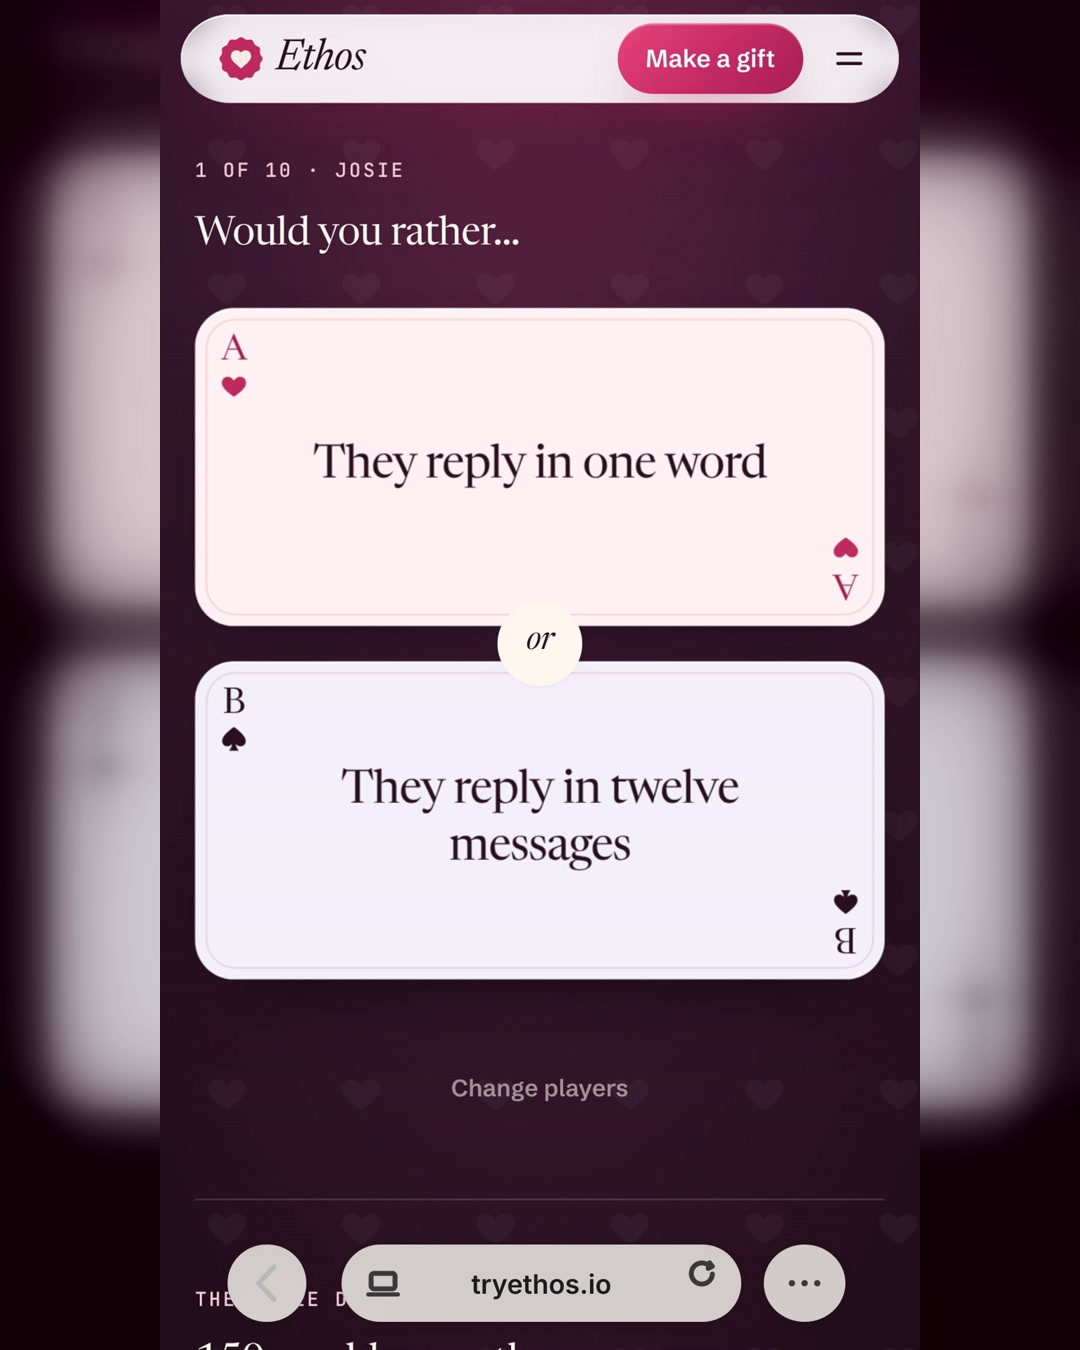 Ethos
Make a gift
1 OF 10 · JOSIE
Would you rather...
A
They reply in one word
A
or
B
They reply in twelve
messages
B
Change players
tryethos.io